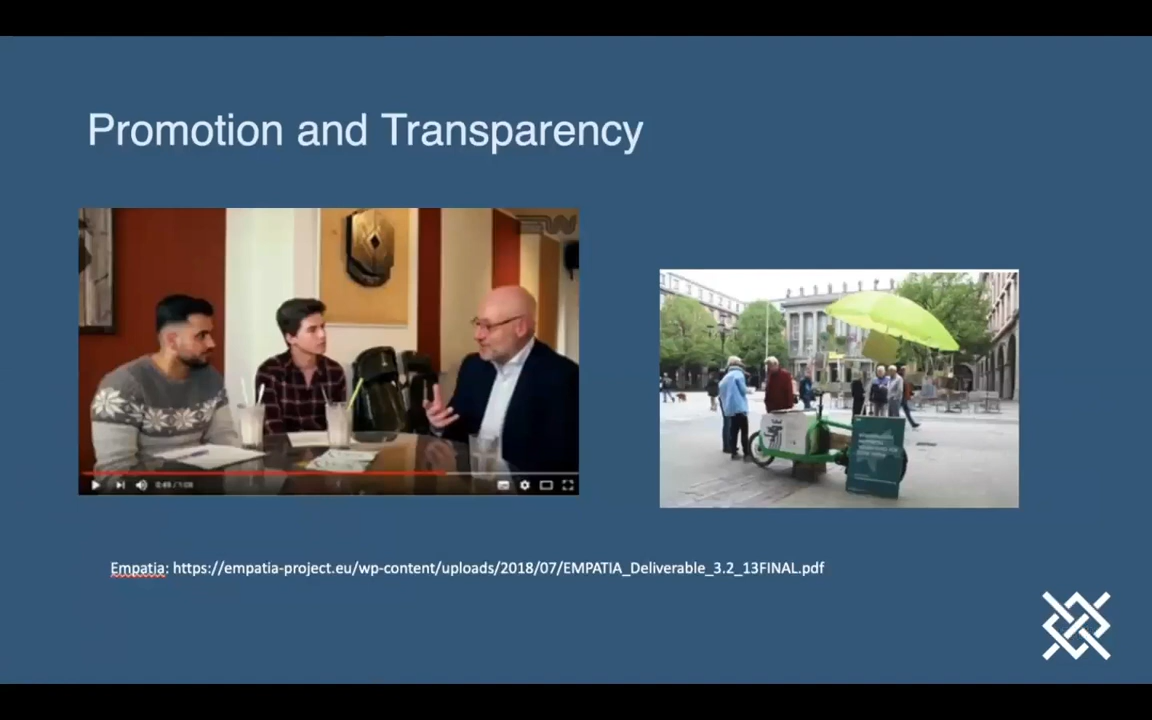 Promotion and Transparency
Empatia: https://empatia-project.eu/wp-content/uploads/2018/07/EMPATIA_Deliverable_3.2_13FINAL.pdf